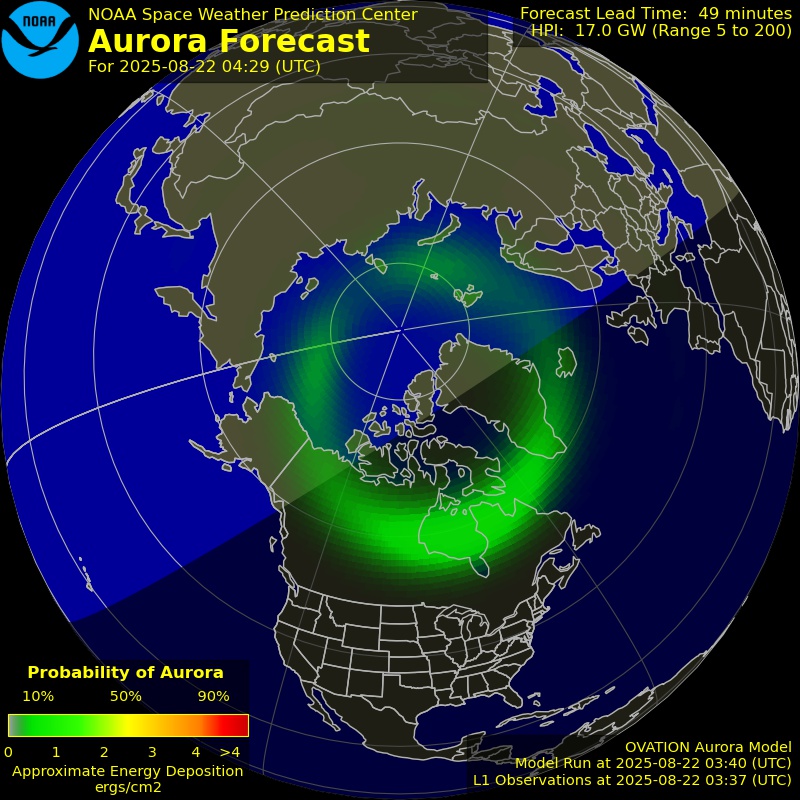 NOAA
NOAA Space Weather Prediction Center
Aurora Forecast
For 2025-08-22 04:29 (UTC)
Forecast Lead Time: 49 minutes
HPI: 17.0 GW (Range 5 to 200)
Probability of Aurora
10% 50% 90%
0 1 2 3 4 >4
Approximate Energy Deposition
ergs/cm2
OVATION Aurora Model
Model Run at 2025-08-22 03:40 (UTC)
L1 Observations at 2025-08-22 03:37 (UTC)